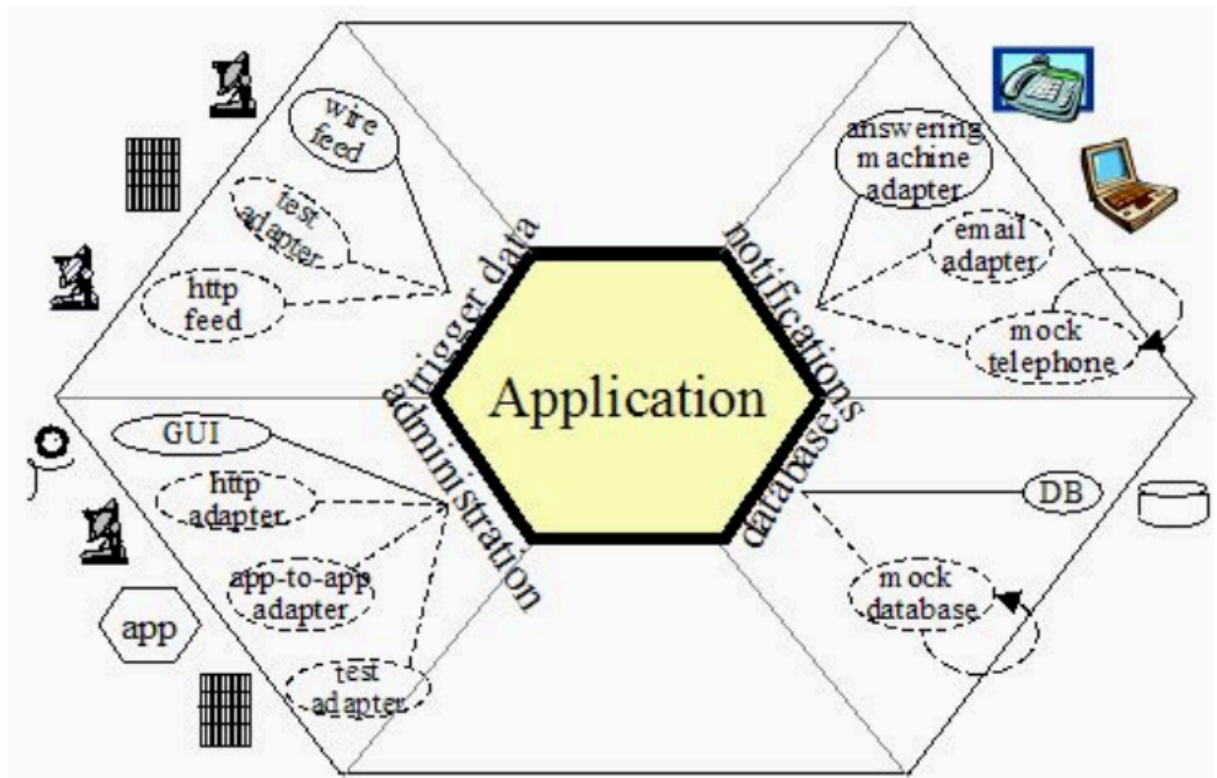 wire
feed
test
adapter
http
feed
trigger data
answering
machine
adapter
email
adapter
mock
telephone
notifications
Application
GUI
http
adapter
app-to-app
adapter
test
adapter
app
administration
database
DB
mock
database